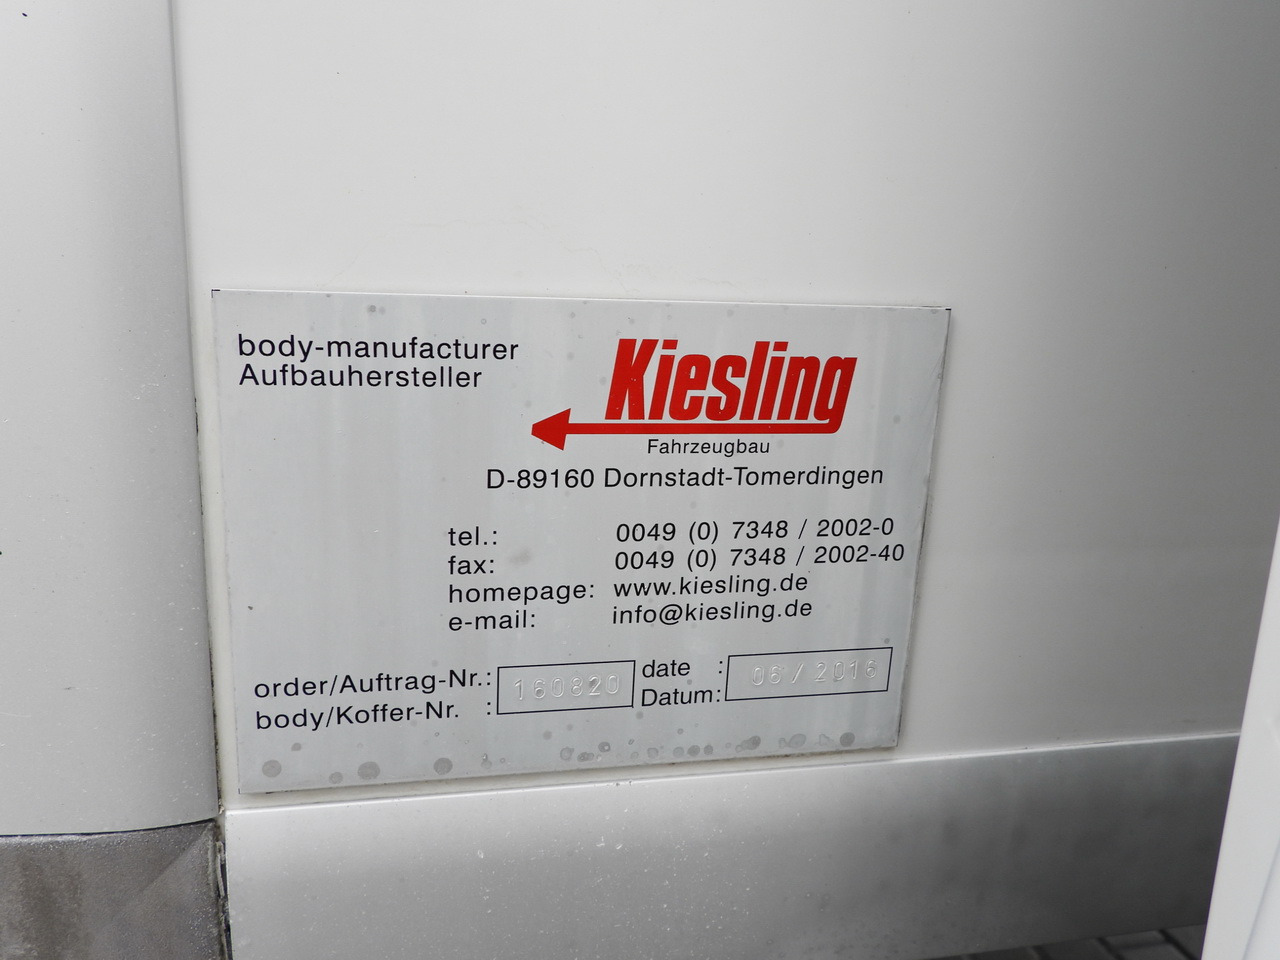 body-manufacturer
Aufbauhersteller
Kiesling
Fahrzeugbau
D-89160 Dornstadt-Tomerdingen
tel.: 0049 (0) 7348 / 2002-0
fax: 0049 (0) 7348 / 2002-40
homepage: www.kiesling.de
e-mail: info@kiesling.de
order/Auftrag-Nr.: 160820 date : 06/2016
body/Koffer-Nr. : Datum: